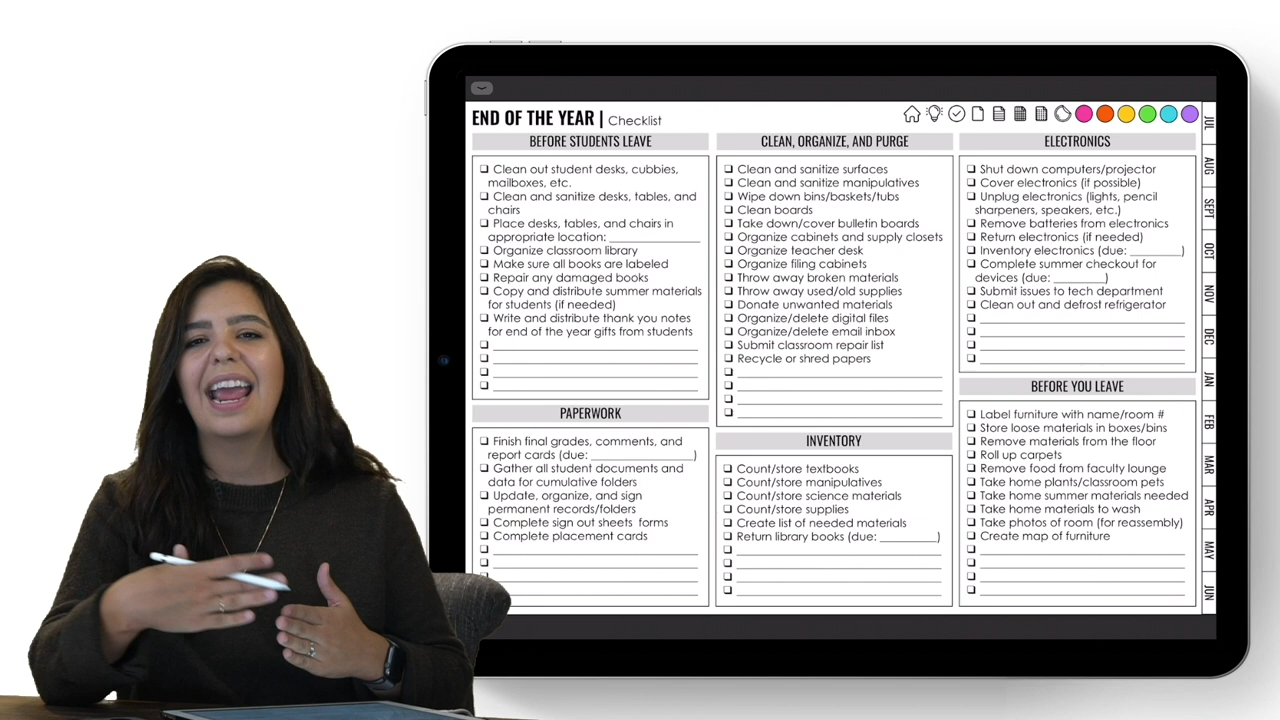 END OF THE YEAR | Checklist
BEFORE STUDENTS LEAVE
Clean out student desks, cubbies,
mailboxes, etc.
Clean and sanitize desks, tables, and
chairs
Place desks, tables, and chairs in
appropriate location: ______________
Organize classroom library
Make sure all books are labeled
Repair any damaged books
Copy and distribute summer materials
for students (if needed)
Write and distribute thank you notes
for end of the year gifts from students
PAPERWORK
Finish final grades, comments, and
report cards (due: ________________)
Gather all student documents and
data for cumulative folders
Update, organize, and sign
permanent records/folders
Complete sign out sheets forms
Complete placement cards
CLEAN, ORGANIZE, AND PURGE
Clean and sanitize surfaces
Clean and sanitize manipulatives
Wipe down bins/baskets/tubs
Clean boards
Take down/cover bulletin boards
Organize cabinets and supply closets
Organize teacher desk
Organize filing cabinets
Throw away broken materials
Throw away used/old supplies
Donate unwanted materials
Organize/delete digital files
Organize/delete email inbox
Submit classroom repair list
Recycle or shred papers
INVENTORY
Count/store textbooks
Count/store manipulatives
Count/store science materials
Count/store supplies
Create list of needed materials
Return library books (due: _________)
ELECTRONICS
Shut down computers/projector
Cover electronics (if possible)
Unplug electronics (lights, pencil
sharpeners, speakers, etc.)
Remove batteries from electronics
Return electronics (if needed)
Inventory electronics (due: ________)
Complete summer checkout for
devices (due: ________)
Submit issues to tech department
Clean out and defrost refrigerator
BEFORE YOU LEAVE
Label furniture with name/room #
Store loose materials in boxes/bins
Remove materials from the floor
Roll up carpets
Remove food from faculty lounge
Take home plants/classroom pets
Take home summer materials needed
Take home materials to wash
Take photos of room (for reassembly)
Create map of furniture
JUL
AUG
SEPT
OCT
NOV
DEC
JAN
FEB
MAR
APR
MAY
JUN